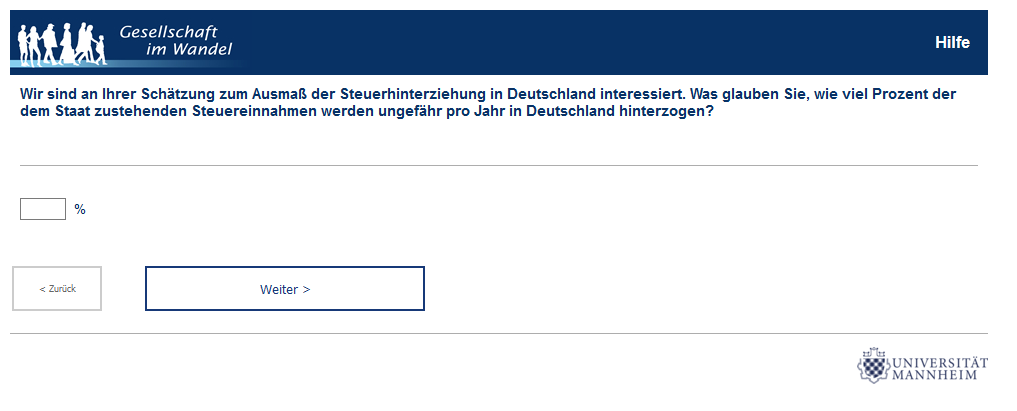 Gesellschaft
im Wandel
Hilfe
Wir sind an Ihrer Schätzung zum Ausmaß der Steuerhinterziehung in Deutschland interessiert. Was glauben Sie, wie viel Prozent der
dem Staat zustehenden Steuereinnahmen werden ungefähr pro Jahr in Deutschland hinterzogen?
%
< Zurück
Weiter >
UNIVERSITÄT
MANNHEIM